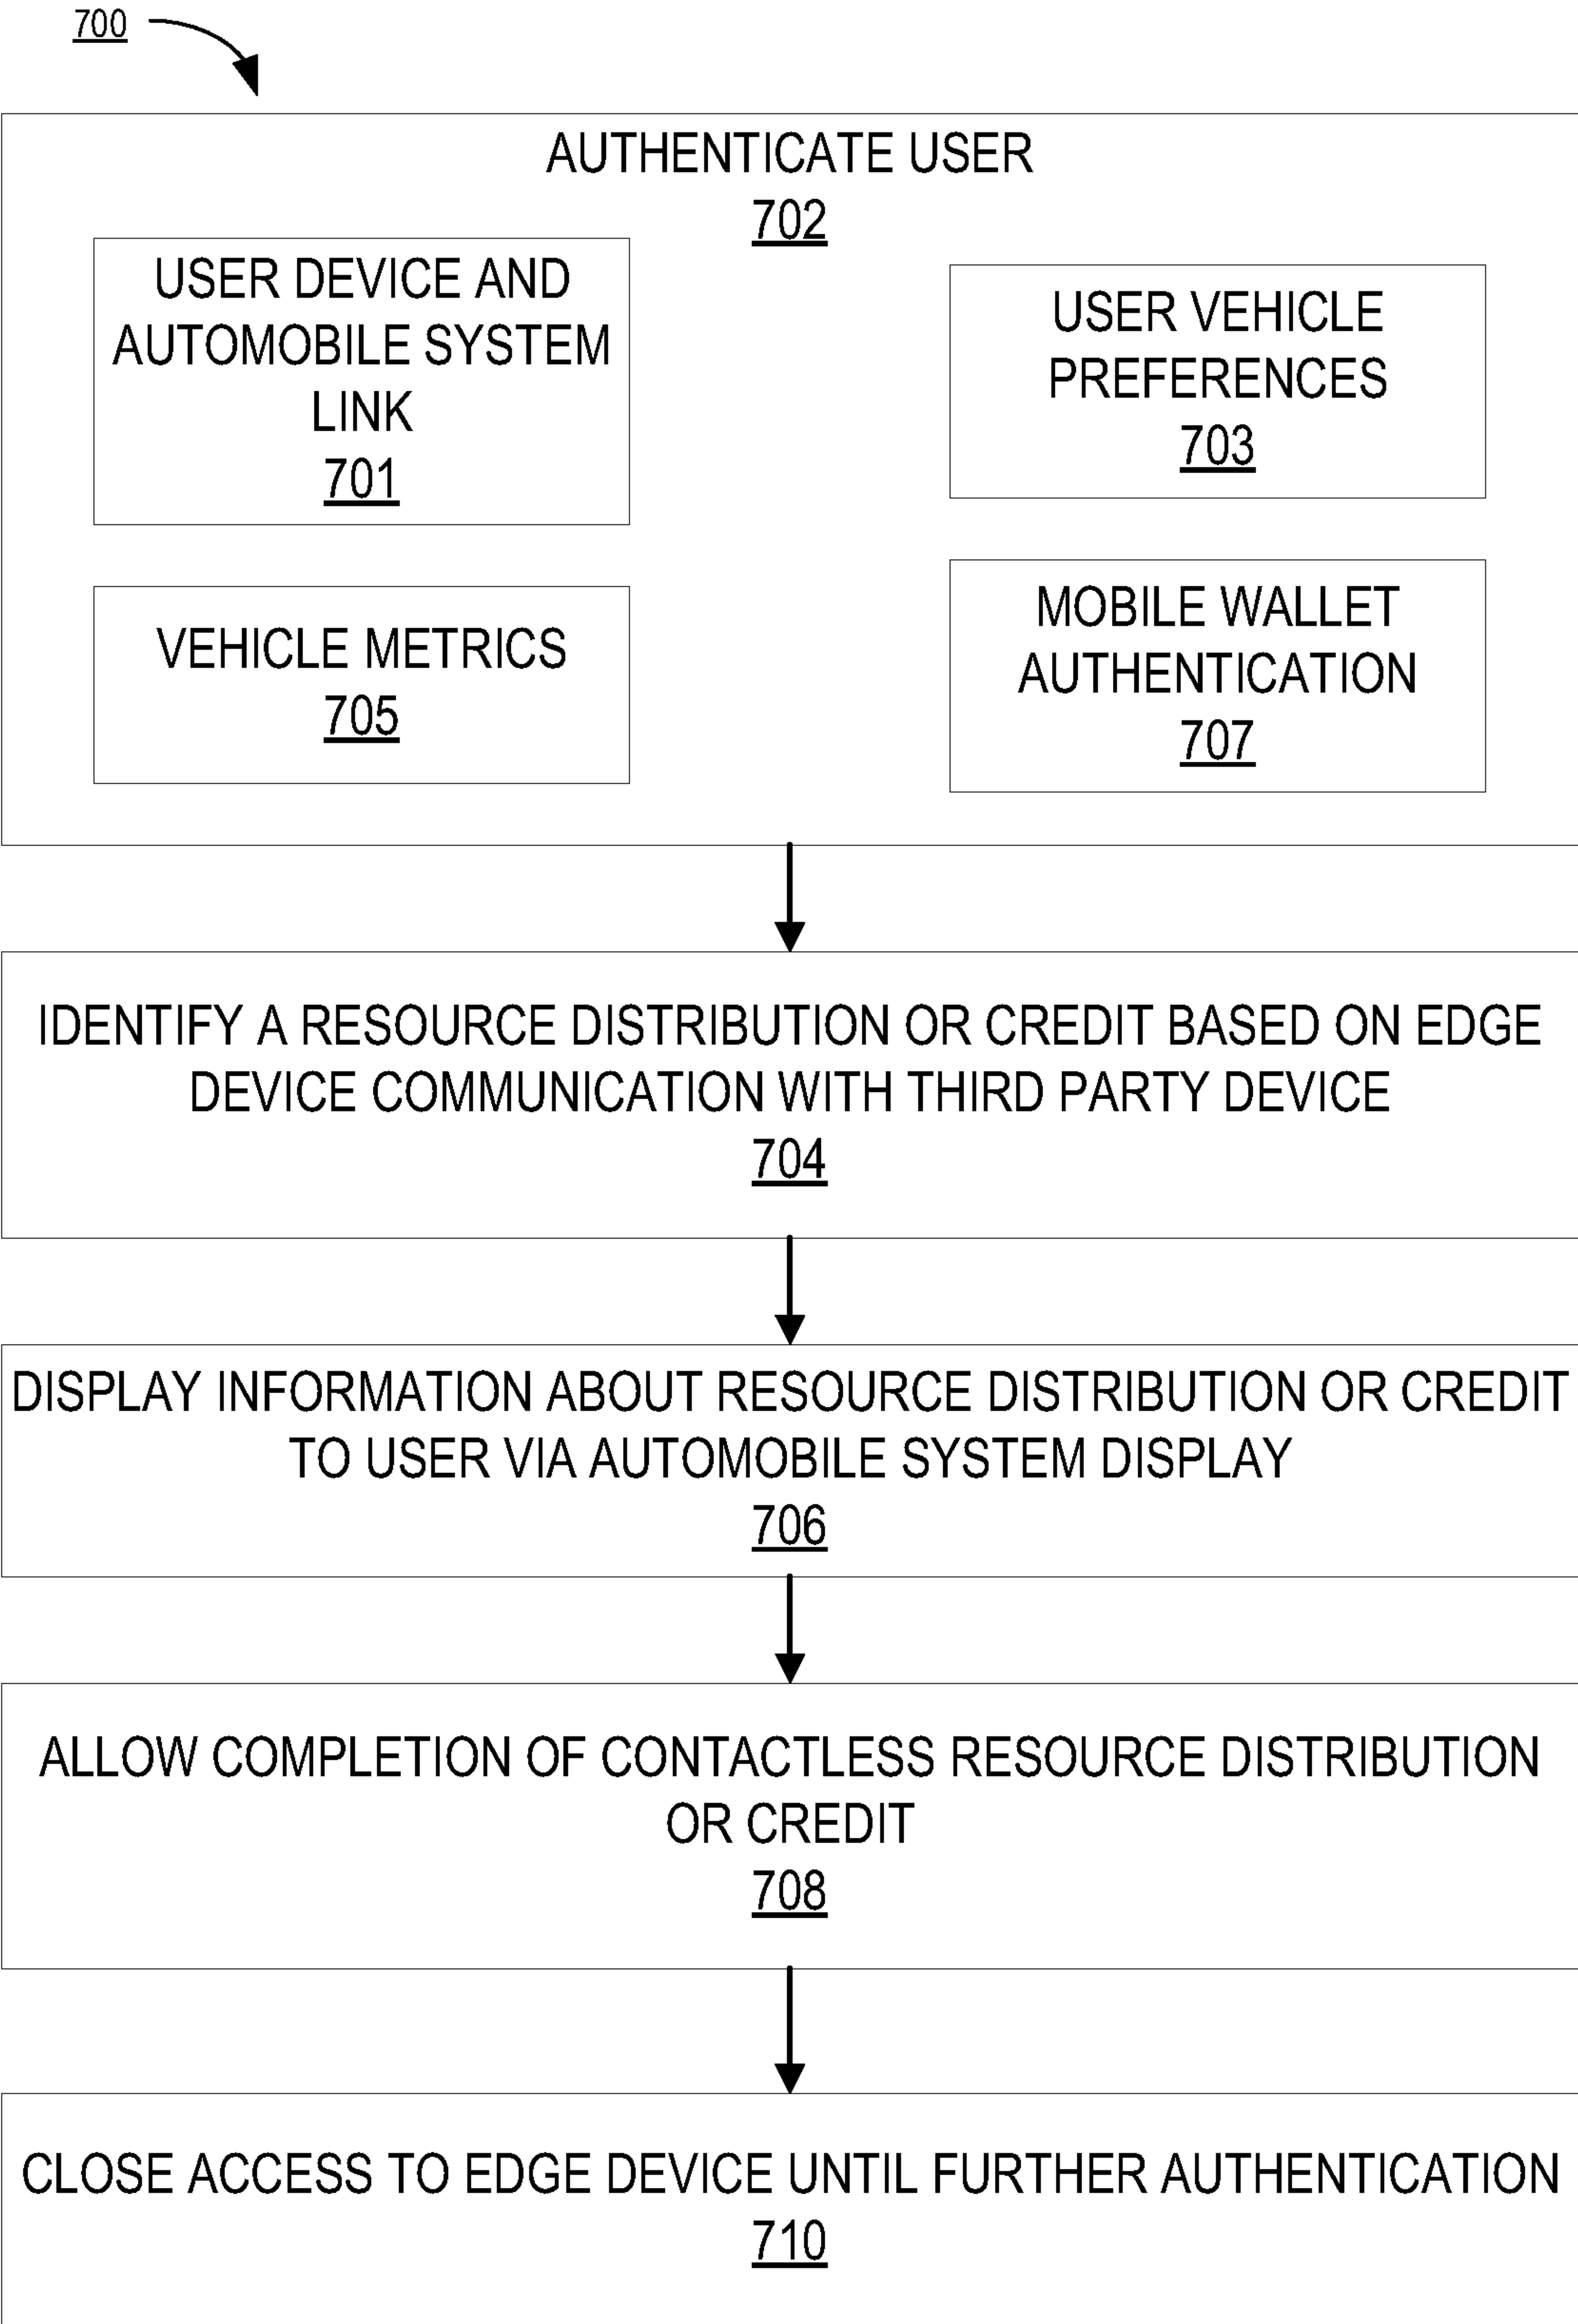 700
AUTHENTICATE USER
702
USER DEVICE AND
AUTOMOBILE SYSTEM
LINK
701
USER VEHICLE
PREFERENCES
703
VEHICLE METRICS
705
MOBILE WALLET
AUTHENTICATION
707
IDENTIFY A RESOURCE DISTRIBUTION OR CREDIT BASED ON EDGE
DEVICE COMMUNICATION WITH THIRD PARTY DEVICE
704
DISPLAY INFORMATION ABOUT RESOURCE DISTRIBUTION OR CREDIT
TO USER VIA AUTOMOBILE SYSTEM DISPLAY
706
ALLOW COMPLETION OF CONTACTLESS RESOURCE DISTRIBUTION
OR CREDIT
708
CLOSE ACCESS TO EDGE DEVICE UNTIL FURTHER AUTHENTICATION
710